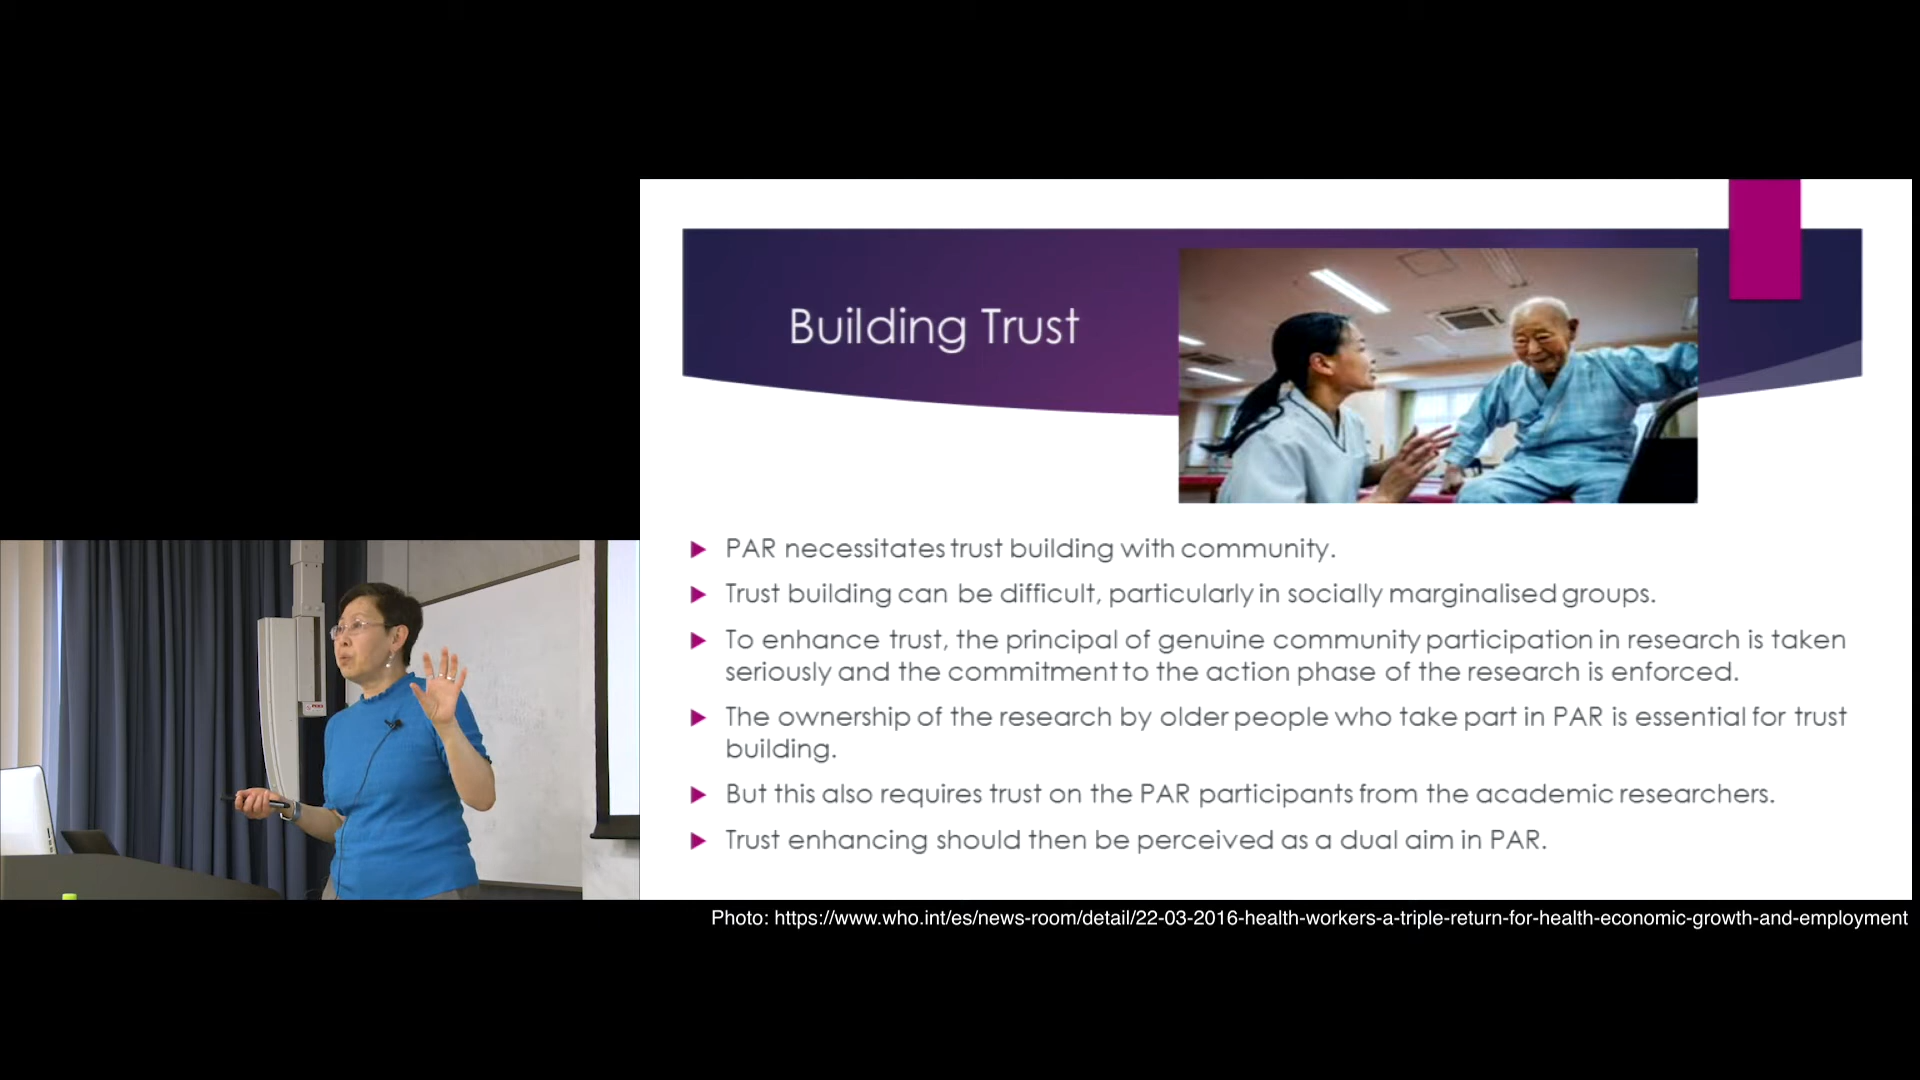 Building Trust
PAR necessitates trust building with community.
Trust building can be difficult, particularly in socially marginalised groups.
To enhance trust, the principal of genuine community participation in research is taken
seriously and the commitment to the action phase of the research is enforced.
The ownership of the research by older people who take part in PAR is essential for trust
building.
But this also requires trust on the PAR participants from the academic researchers.
Trust enhancing should then be perceived as a dual aim in PAR.
Photo: https://www.who.int/es/news-room/detail/22-03-2016-health-workers-a-triple-return-for-health-economic-growth-and-employment